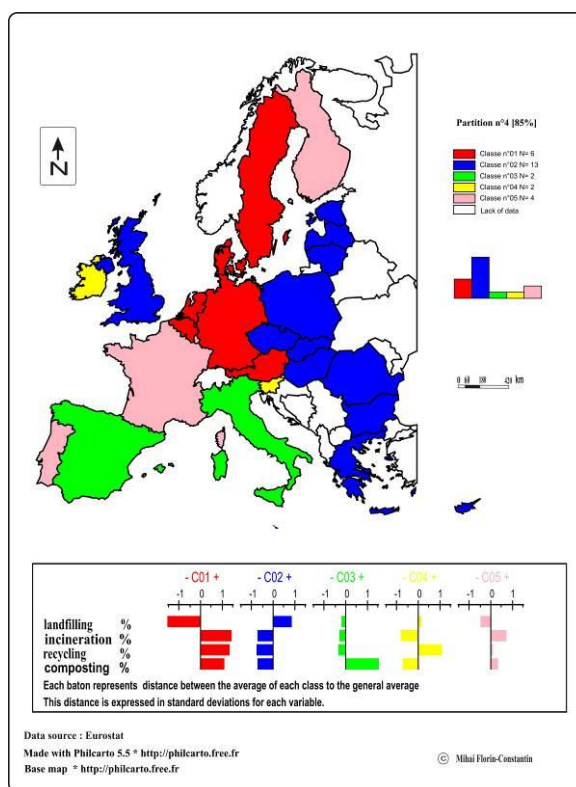 Partition n°4 [85%]
Classe n°01 N= 6
Classe n°02 N= 13
Classe n°03 N= 2
Classe n°04 N= 2
Classe n°05 N= 4
Lack of data
N
0 60 180 420 km
- C01 + - C02 + - C03 + - C04 + - C05 +
-1 1 -1 1 -1 1 -1 1 -1 1
landfilling %
incineration %
recycling %
composting %
Each baton represents distance between the average of each class to the general average
This distance is expressed in standard deviations for each variable.
Data source : Eurostat
Made with Philcarto 5.5 * http://philcarto.free.fr
Base map * http://philcarto.free.fr
© Mihai Florin-Constantin